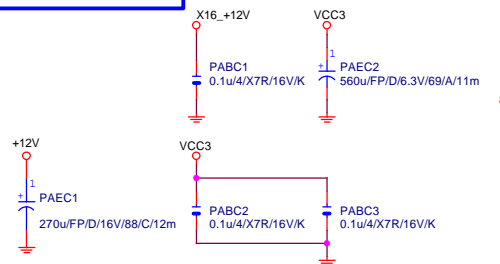 X16_+12V
VCC3
1
+
PABC1
0.1u/4/X7R/16V/K
PAEC2
560u/FP/D/6.3V/69/A/11m
+12V
VCC3
1
+
PAEC1
270u/FP/D/16V/88/C/12m
PABC2
0.1u/4/X7R/16V/K
PABC3
0.1u/4/X7R/16V/K